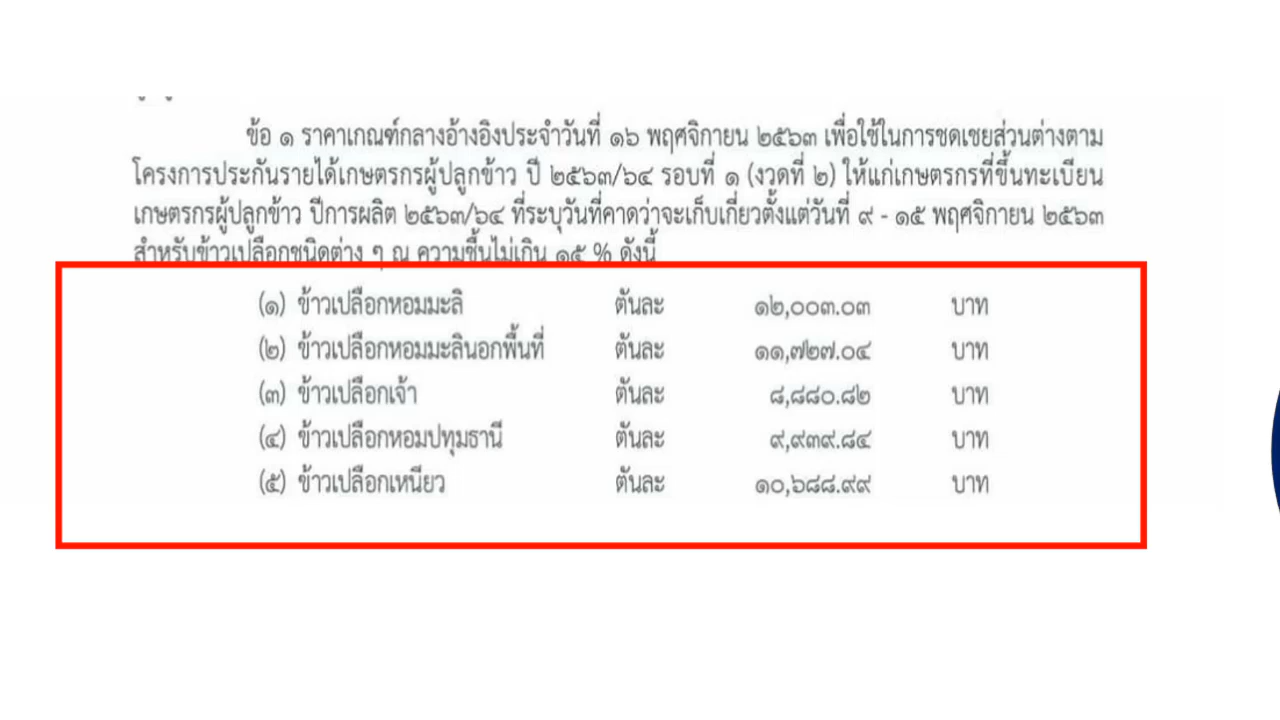 ข้อ ๑ ราคาเกณฑ์กลางอ้างอิงประจำวันที่ ๑๖ พฤศจิกายน ๒๕๖๓ เพื่อใช้ในการชดเชยส่วนต่างตาม
โครงการประกันรายได้เกษตรกรผู้ปลูกข้าว ปี ๒๕๖๓/๖๔ รอบที่ ๑ (งวดที่ ๒) ให้แก่เกษตรกรที่ขึ้นทะเบียน
เกษตรกรผู้ปลูกข้าว ปีการผลิต ๒๕๖๓/๖๔ ที่ระบุวันที่คาดว่าจะเก็บเกี่ยวตั้งแต่วันที่ ๙ - ๑๕ พฤศจิกายน ๒๕๖๓
สำหรับข้าวเปลือกชนิดต่าง ๆ ณ ความชื้นไม่เกิน ๑๕ % ดังนี้
(๑) ข้าวเปลือกหอมมะลิ ตันละ ๑๒,๐๐๓.๐๓ บาท
(๒) ข้าวเปลือกหอมมะลินอกพื้นที่ ตันละ ๑๑,๗๒๗.๐๔ บาท
(๓) ข้าวเปลือกเจ้า ตันละ ๘,๘๘๐.๘๒ บาท
(๔) ข้าวเปลือกหอมปทุมธานี ตันละ ๙,๙๓๙.๘๔ บาท
(๕) ข้าวเปลือกเหนียว ตันละ ๑๐,๖๘๘.๙๙ บาท